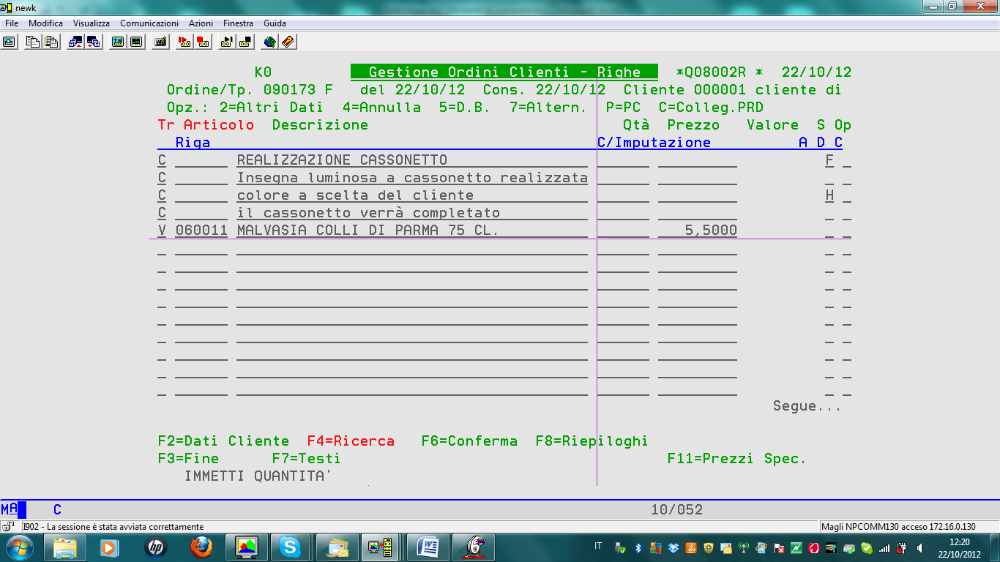 newk
File Modifica Visualizza Comunicazioni Azioni Finestra Guida
K0 Gestione Ordini Clienti - Righe *Q08002R * 22/10/12
Ordine/Tp. 090173 F del 22/10/12 Cons. 22/10/12 Cliente 000001 cliente di
Opz.: 2=Altri Dati 4=Annulla 5=D.B. 7=Altern. P=PC C=Colleg.PRD
Tr Articolo Descrizione Qtà Prezzo Valore S Op
Riga C/Imputazione A D C
C REALIZZAZIONE CASSONETTO F
C Insegna luminosa a cassonetto realizzata
C colore a scelta del cliente H
C il cassonetto verrà completato
V 060011 MALVASIA COLLI DI PARMA 75 CL. 5,5000
Segue...
F2=Dati Cliente F4=Ricerca F6=Conferma F8=Riepiloghi
F3=Fine F7=Testi F11=Prezzi Spec.
IMMETTI QUANTITA'
MA C 10/052
I902 - La sessione è stata avviata correttamente Magli NPCOMM130 accesso 172.16.0.130
IT 12:20
22/10/2012